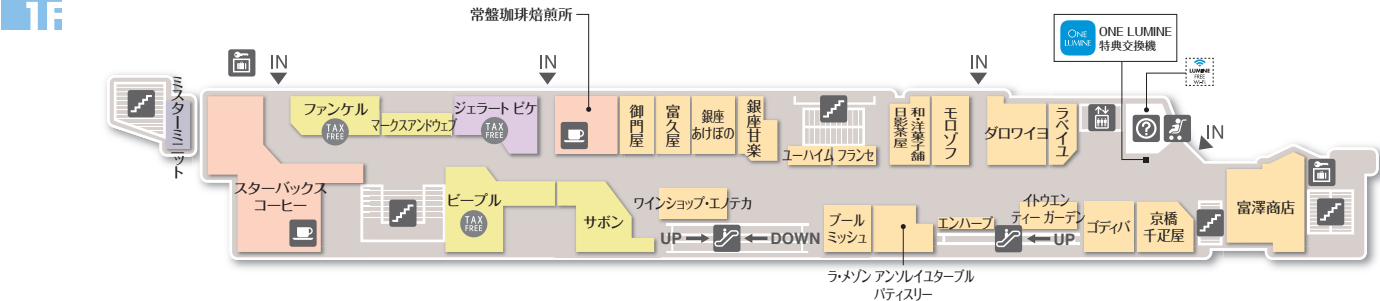 1F
常盤珈琲焙煎所
ONE
LUMINE
ONE LUMINE
特典交換機
IN
IN
IN
LUMINE
FREE
Wi-Fi
ミスターミニット
ファンケル
TAX
FREE
マークスアンドウェブ
ジェラート ピケ
TAX
FREE
御門屋
富久屋
銀座
あけぼの
銀座甘楽
ユーハイム
フランセ
和・洋菓子舗
日影茶屋
モロゾフ
ダロワイヨ
ラベイユ
IN
スターバックス
コーヒー
ビープル
TAX
FREE
サボン
ワインショップ・エノテカ
UP
DOWN
ブール
ミッシュ
エンハーブ
イトウエン
ティー ガーデン
UP
ゴディバ
京橋
千疋屋
富澤商店
ラ・メゾン アンソレイユターブル
パティスリー